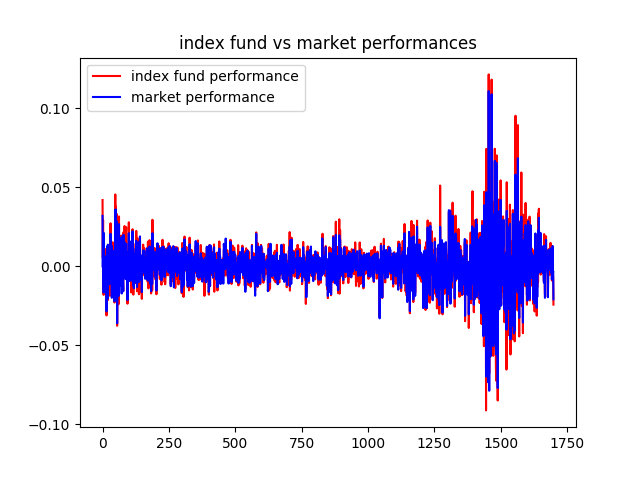 index fund vs market performances
index fund performance
market performance
0.10
0.05
0.00
−0.05
−0.10
0 250 500 750 1000 1250 1500 1750